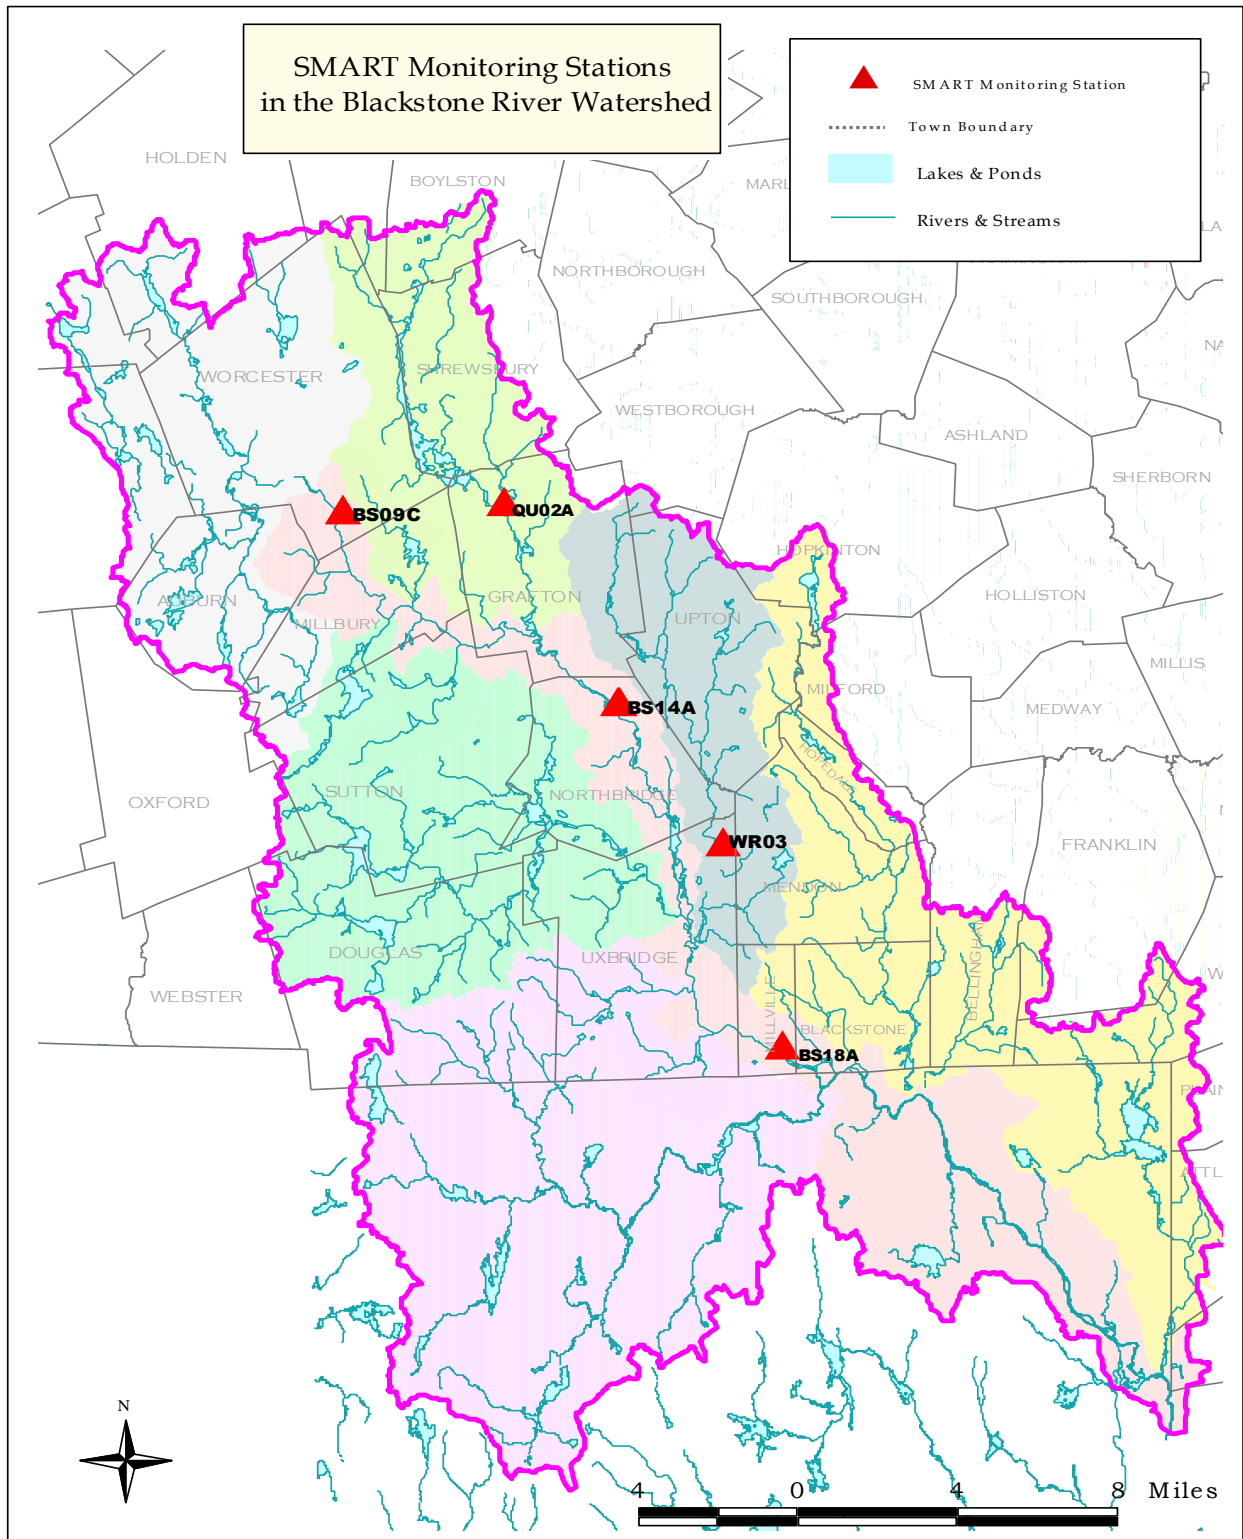 SMART Monitoring Stations
in the Blackstone River Watershed
SMART Monitoring Station
Town Boundary
Lakes & Ponds
Rivers & Streams
HOLDEN
BOYLSTON
NORTHBOROUGH
SOUTHBOROUGH
WORCESTER
SHREWSBURY
WESTBOROUGH
ASHLAND
SHERBORN
BS09C
QU02A
HOPKINTON
HOLLISTON
AUBURN
MILLBURY
GRAFTON
UPTON
MILLIS
MILFORD
MEDWAY
BS14A
HOPEDALE
OXFORD
SUTTON
NORTHBRIDGE
WR03
FRANKLIN
MENDON
DOUGLAS
UXBRIDGE
BELLINGHAM
WEBSTER
MILLVILLE
BLACKSTONE
BS18A
N
4 0 4 8 Miles